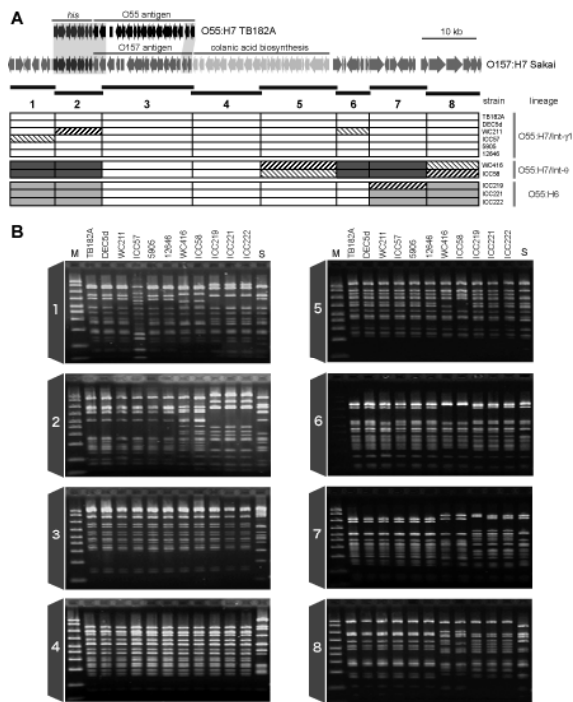 A
his
O55 antigen
O55:H7 TB182A
O157 antigen
colanic acid biosynthesis
10 kb
O157:H7 Sakai
1 2 3 4 5 6 7 8 strain lineage
TB182A
DEC5d
WC211
ICC57
5905
12646
O55:H7/Int-γ1
WC416
ICC58
O55:H7/Int-θ
ICC219
ICC221
ICC222
O55:H6
B
M TB182A DEC5d WC211 ICC57 5905 12646 WC416 ICC58 ICC219 ICC221 ICC222 S
1
2
3
4
M TB182A DEC5d WC211 ICC57 5905 12646 WC416 ICC58 ICC219 ICC221 ICC222 S
5
6
7
8